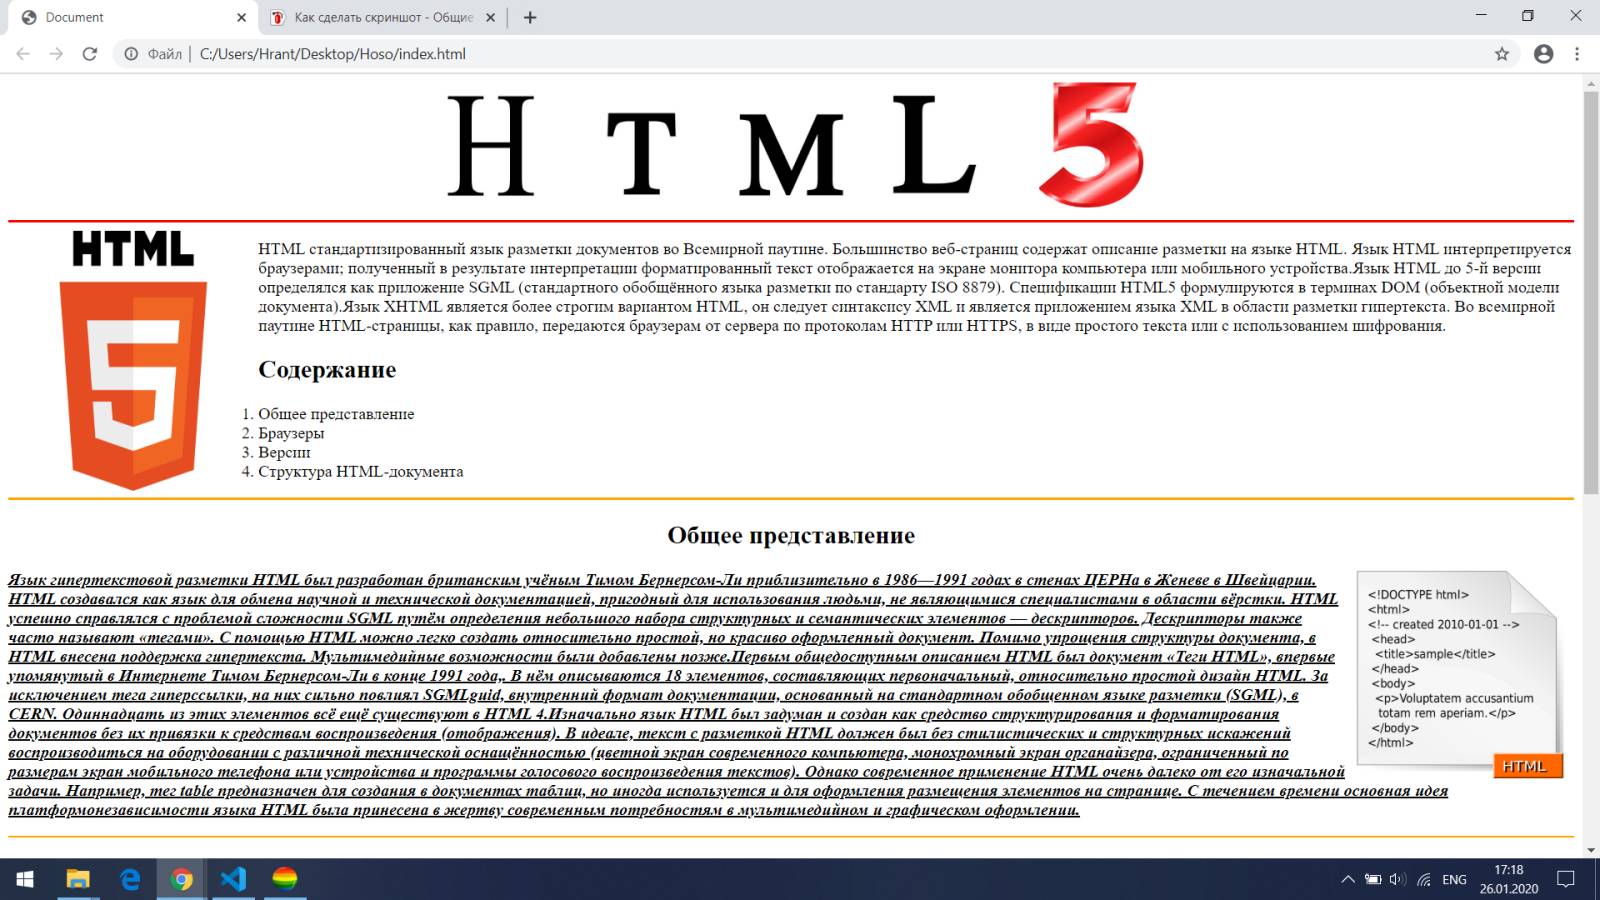 Document
Как сделать скриншот - Общие
Файл | C:/Users/Hrant/Desktop/Hoso/index.html
H T M L 5
HTML
5
HTML стандартизированный язык разметки документов во Всемирной паутине. Большинство веб-страниц содержат описание разметки на языке HTML. Язык HTML интерпретируется
браузерами; полученный в результате интерпретации форматированный текст отображается на экране монитора компьютера или мобильного устройства.Язык HTML до 5-й версии
определялся как приложение SGML (стандартного обобщённого языка разметки по стандарту ISO 8879). Спецификации HTML5 формулируются в терминах DOM (объектной модели
документа).Язык XHTML является более строгим вариантом HTML, он следует синтаксису XML и является приложением языка XML в области разметки гипертекста. Во всемирной
паутине HTML-страницы, как правило, передаются браузерам от сервера по протоколам HTTP или HTTPS, в виде простого текста или с использованием шифрования.
Содержание
1. Общее представление
2. Браузеры
3. Версии
4. Структура HTML-документа
Общее представление
Язык гипертекстовой разметки HTML был разработан британским учёным Тимом Бернерсом-Ли приблизительно в 1986—1991 годах в стенах ЦЕРНа в Женеве в Швейцарии.
HTML создавался как язык для обмена научной и технической документацией, пригодный для использования людьми, не являющимися специалистами в области вёрстки. HTML
успешно справлялся с проблемой сложности SGML путём определения небольшого набора структурных и семантических элементов — дескрипторов. Дескрипторы также
часто называют «тегами». С помощью HTML можно легко создать относительно простой, но красиво оформленный документ. Помимо упрощения структуры документа, в
HTML внесена поддержка гипертекста. Мультимедийные возможности были добавлены позже.Первым общедоступным описанием HTML был документ «Теги HTML», впервые
упомянутый в Интернете Тимом Бернерсом-Ли в конце 1991 года,. В нём описываются 18 элементов, составляющих первоначальный, относительно простой дизайн HTML. За
исключением тега гиперссылки, на них сильно повлиял SGMLguid, внутренний формат документации, основанный на стандартном обобщенном языке разметки (SGML), в
CERN. Одиннадцать из этих элементов всё ещё существуют в HTML 4.Изначально язык HTML был задуман и создан как средство структурирования и форматирования
документов без их привязки к средствам воспроизведения (отображения). В идеале, текст с разметкой HTML должен был без стилистических и структурных искажений
воспроизводиться на оборудовании с различной технической оснащённостью (цветной экран современного компьютера, монохромный экран органайзера, ограниченный по
размерам экран мобильного телефона или устройства и программы голосового воспроизведения текстов). Однако современное применение HTML очень далеко от его изначальной
задачи. Например, тег table предназначен для создания в документах таблиц, но иногда используется и для оформления размещения элементов на странице. С течением времени основная идея
платформонезависимости языка HTML была принесена в жертву современным потребностям в мультимедийном и графическом оформлении.
<!DOCTYPE html>
<html>
<!-- created 2010-01-01 -->
<head>
<title>sample</title>
</head>
<body>
<p>Voluptatem accusantium
totam rem aperiam.</p>
</body>
</html>
HTML
ENG
17:18
26.01.2020